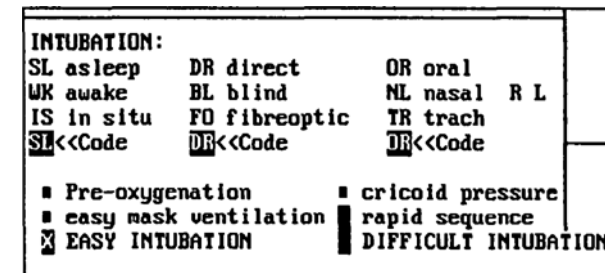 INTUBATION:
SL asleep DR direct OR oral
WK awake BL blind NL nasal R L
IS in situ FO fibreoptic TR trach
SL<<Code DR<<Code OR<<Code
▪ Pre-oxygenation ▪ cricoid pressure
▪ easy mask ventilation █ rapid sequence
X EASY INTUBATION █ DIFFICULT INTUBATION